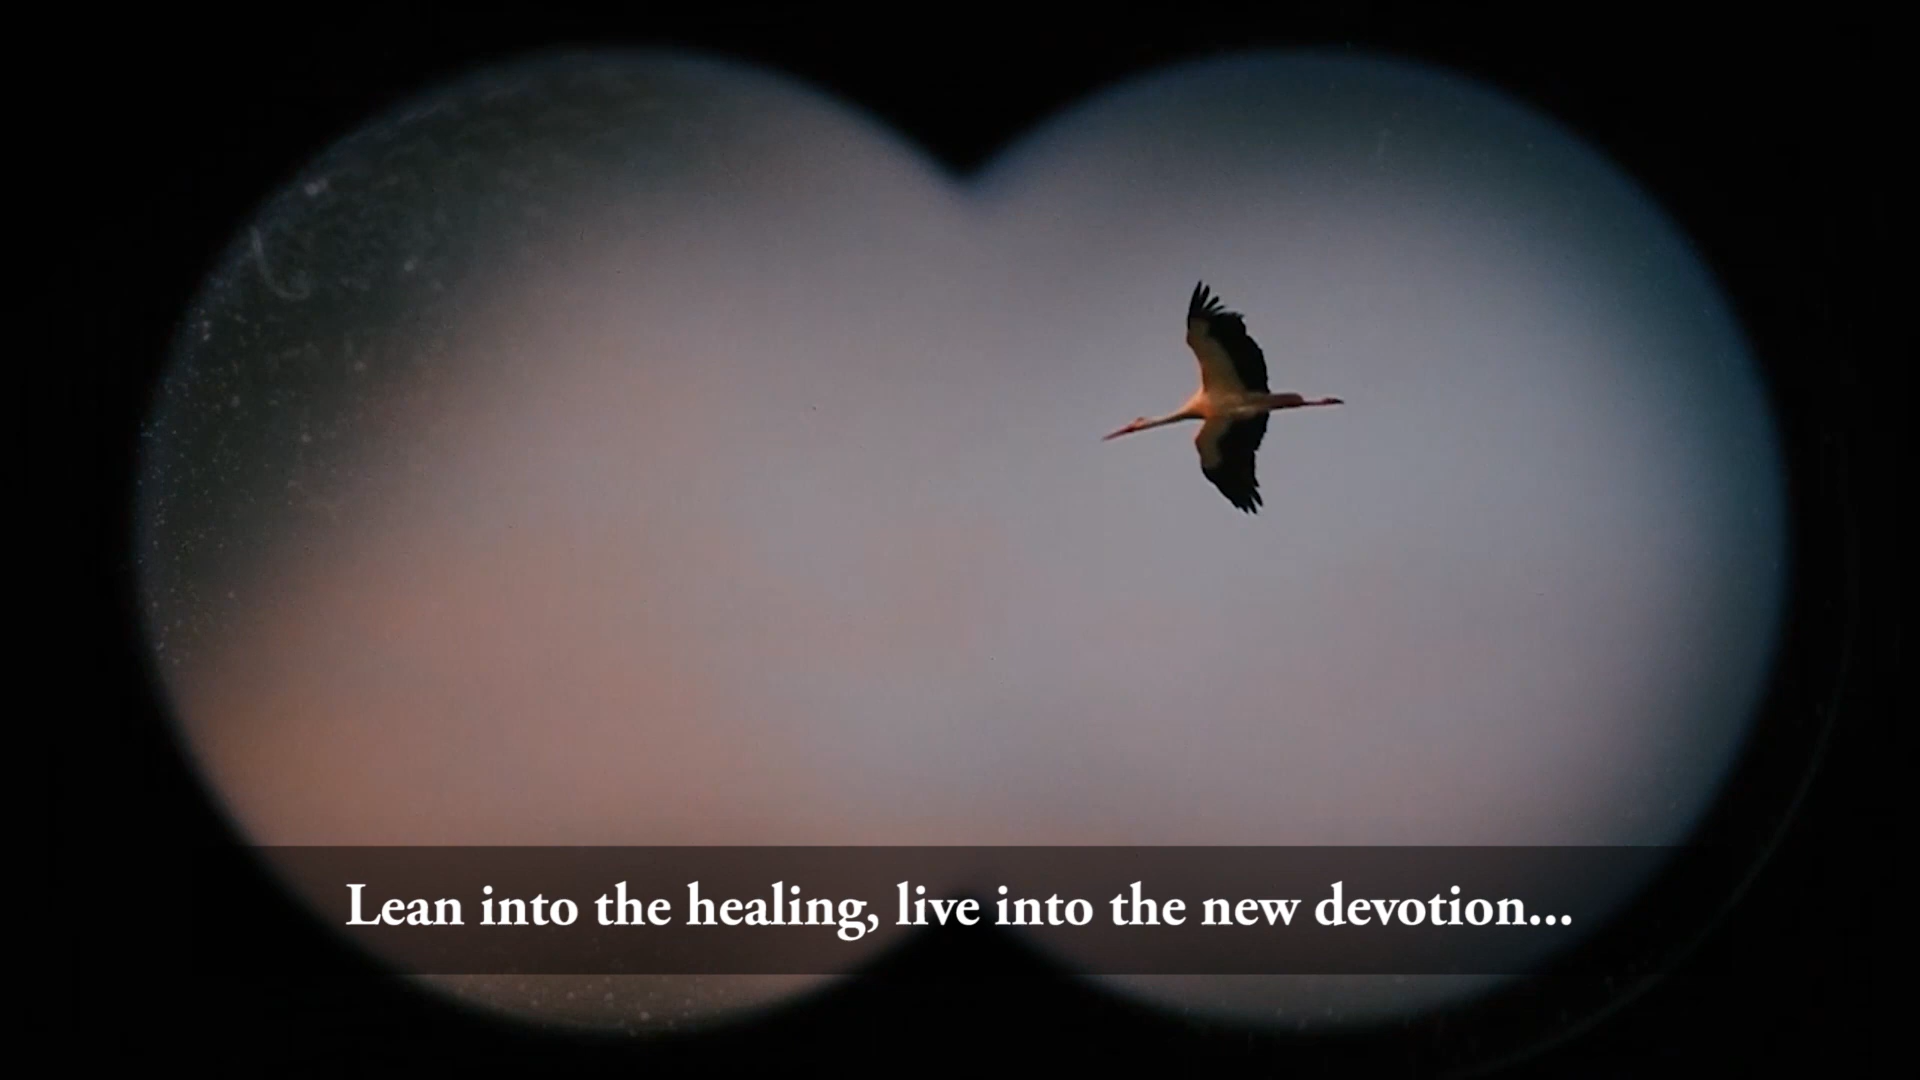 Lean into the healing, live into the new devotion...